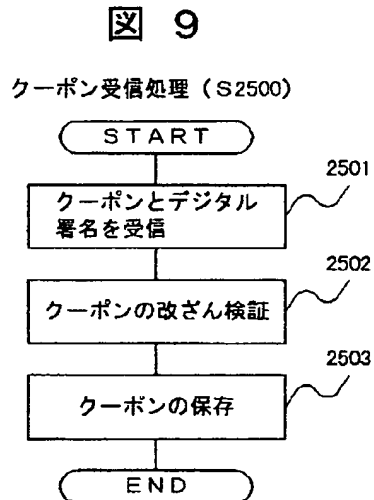 図 9
クーポン受信処理（S2500）
START
2501
クーポンとデジタル
署名を受信
2502
クーポンの改ざん検証
2503
クーポンの保存
END